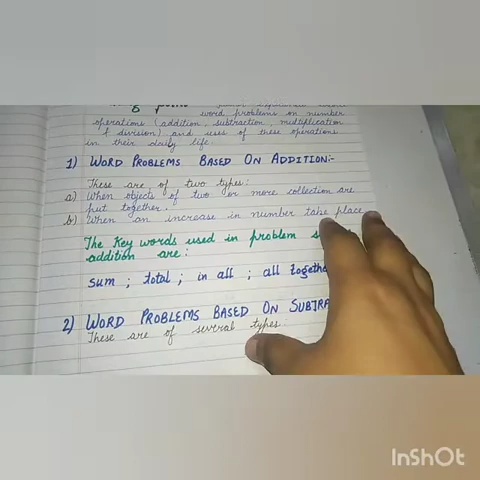 word problems on number
operations (addition, subtraction, multiplication
& division) and uses of these operations
in their daily life.
1) WORD PROBLEMS BASED ON ADDITION:-
These are of two types:
a) When objects of two or more collection are
put together.
b) When an increase in number take place
The Key words used in problem
addition are:
sum ; total ; in all ; all
2) WORD PROBLEMS BASED ON
These are of several types.
InShOt